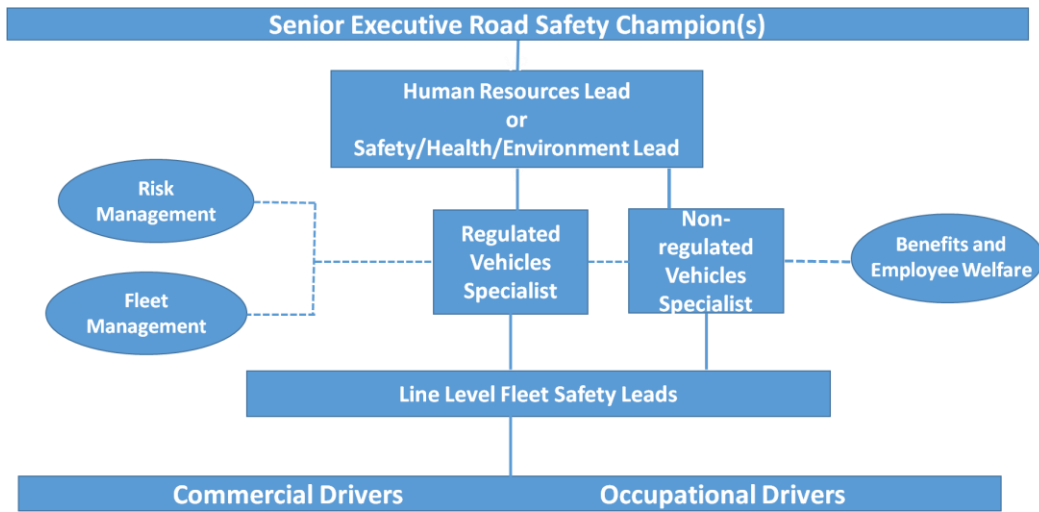 Senior Executive Road Safety Champion(s)
Human Resources Lead
or
Safety/Health/Environment Lead
Risk
Management
Fleet
Management
Regulated
Vehicles
Specialist
Non-
regulated
Vehicles
Specialist
Benefits and
Employee Welfare
Line Level Fleet Safety Leads
Commercial Drivers
Occupational Drivers